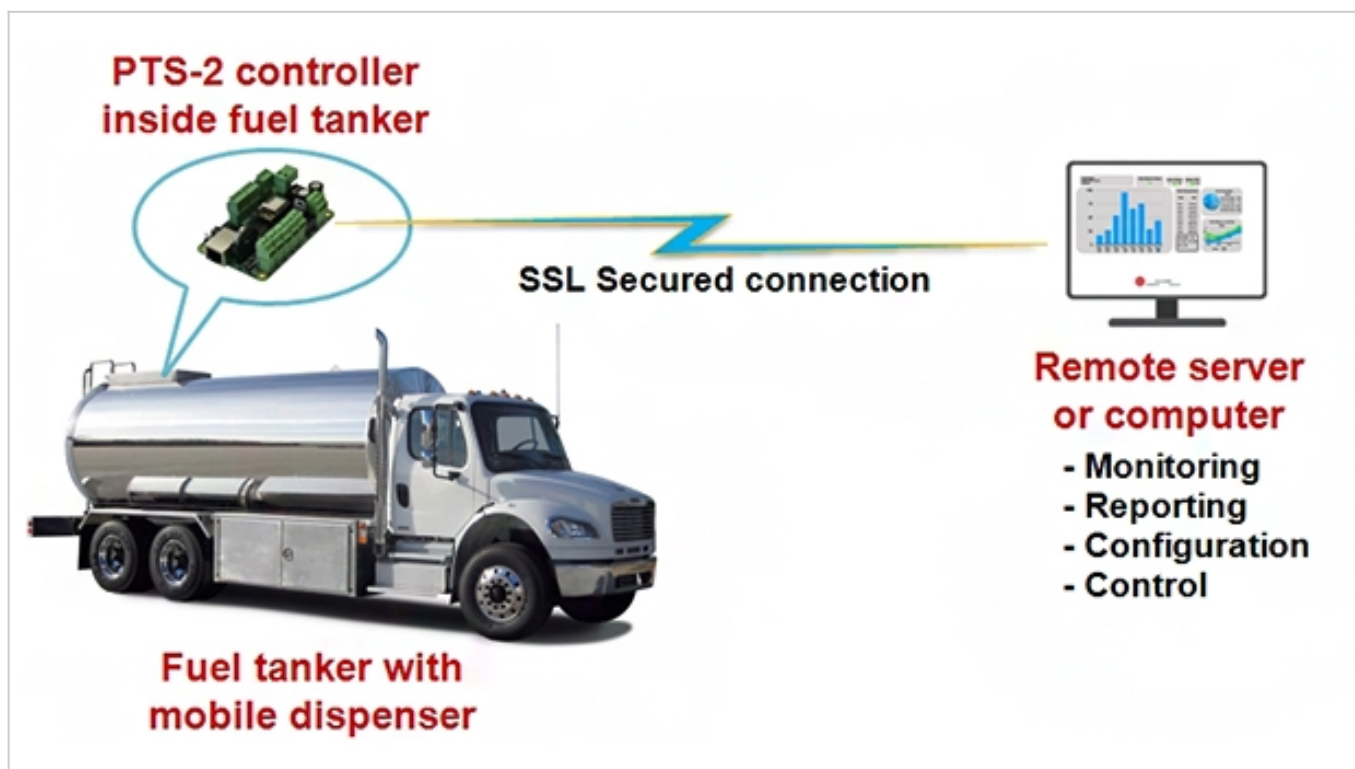 PTS-2 controller
inside fuel tanker
SSL Secured connection
Remote server
or computer
- Monitoring
- Reporting
- Configuration
- Control
Fuel tanker with
mobile dispenser